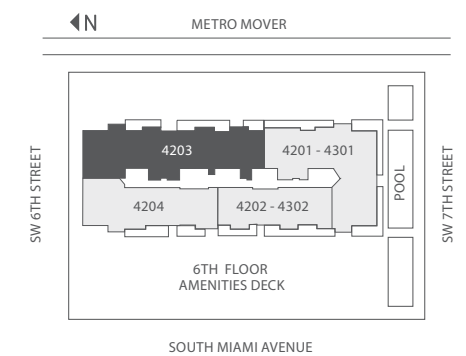 N
METRO MOVER
4203
4201 - 4301
SW 6TH STREET
4204
4202 - 4302
POOL
SW 7TH STREET
6TH FLOOR
AMENITIES DECK
SOUTH MIAMI AVENUE